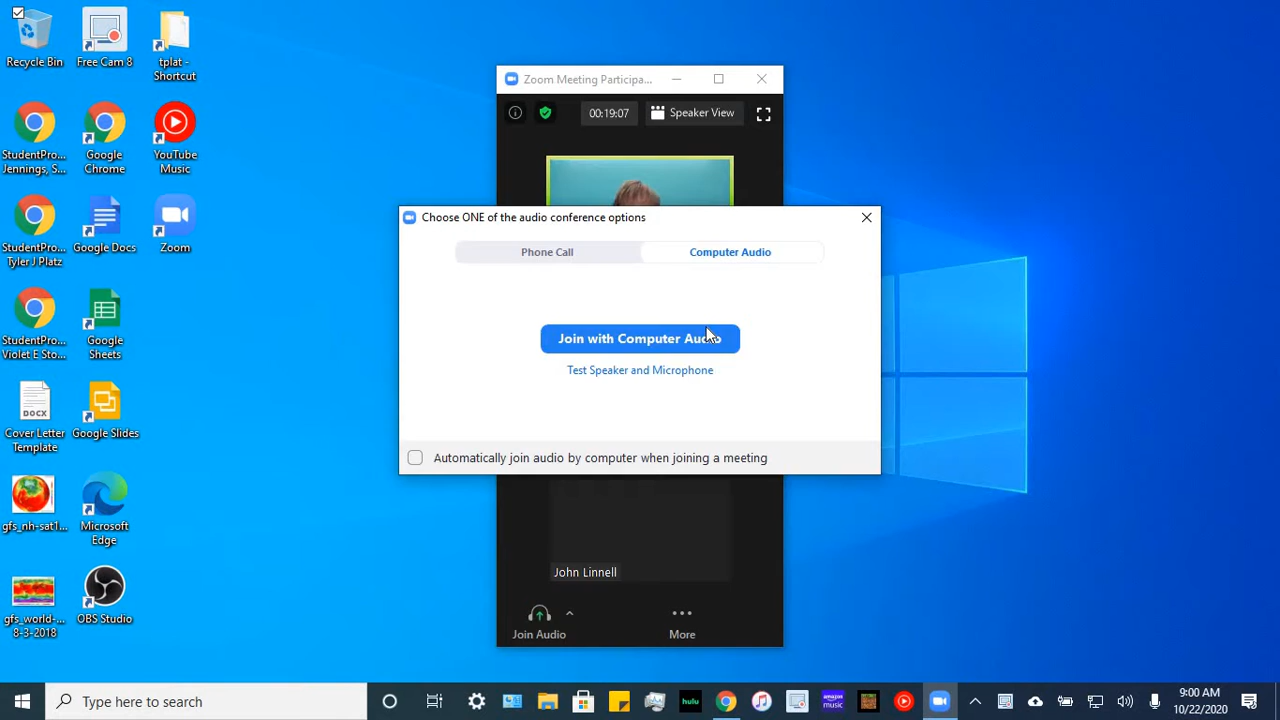 Recycle Bin
Free Cam 8
tplat -
Shortcut
StudentPro...
Jennings, S...
Google
Chrome
YouTube
Music
StudentPro...
Tyler J Platz
Google Docs
Zoom
StudentPro...
Violet E Sto...
Google
Sheets
DOCX
Cover Letter
Template
Google Slides
gfs_nh-sat1...
Microsoft
Edge
gfs_world-...
8-3-2018
OBS Studio
Zoom Meeting Participa...
00:19:07
Speaker View
Choose ONE of the audio conference options
Phone Call
Computer Audio
Join with Computer Audio
Test Speaker and Microphone
Automatically join audio by computer when joining a meeting
John Linnell
Join Audio
More
Type here to search
hulu
amazon
music
9:00 AM
10/22/2020